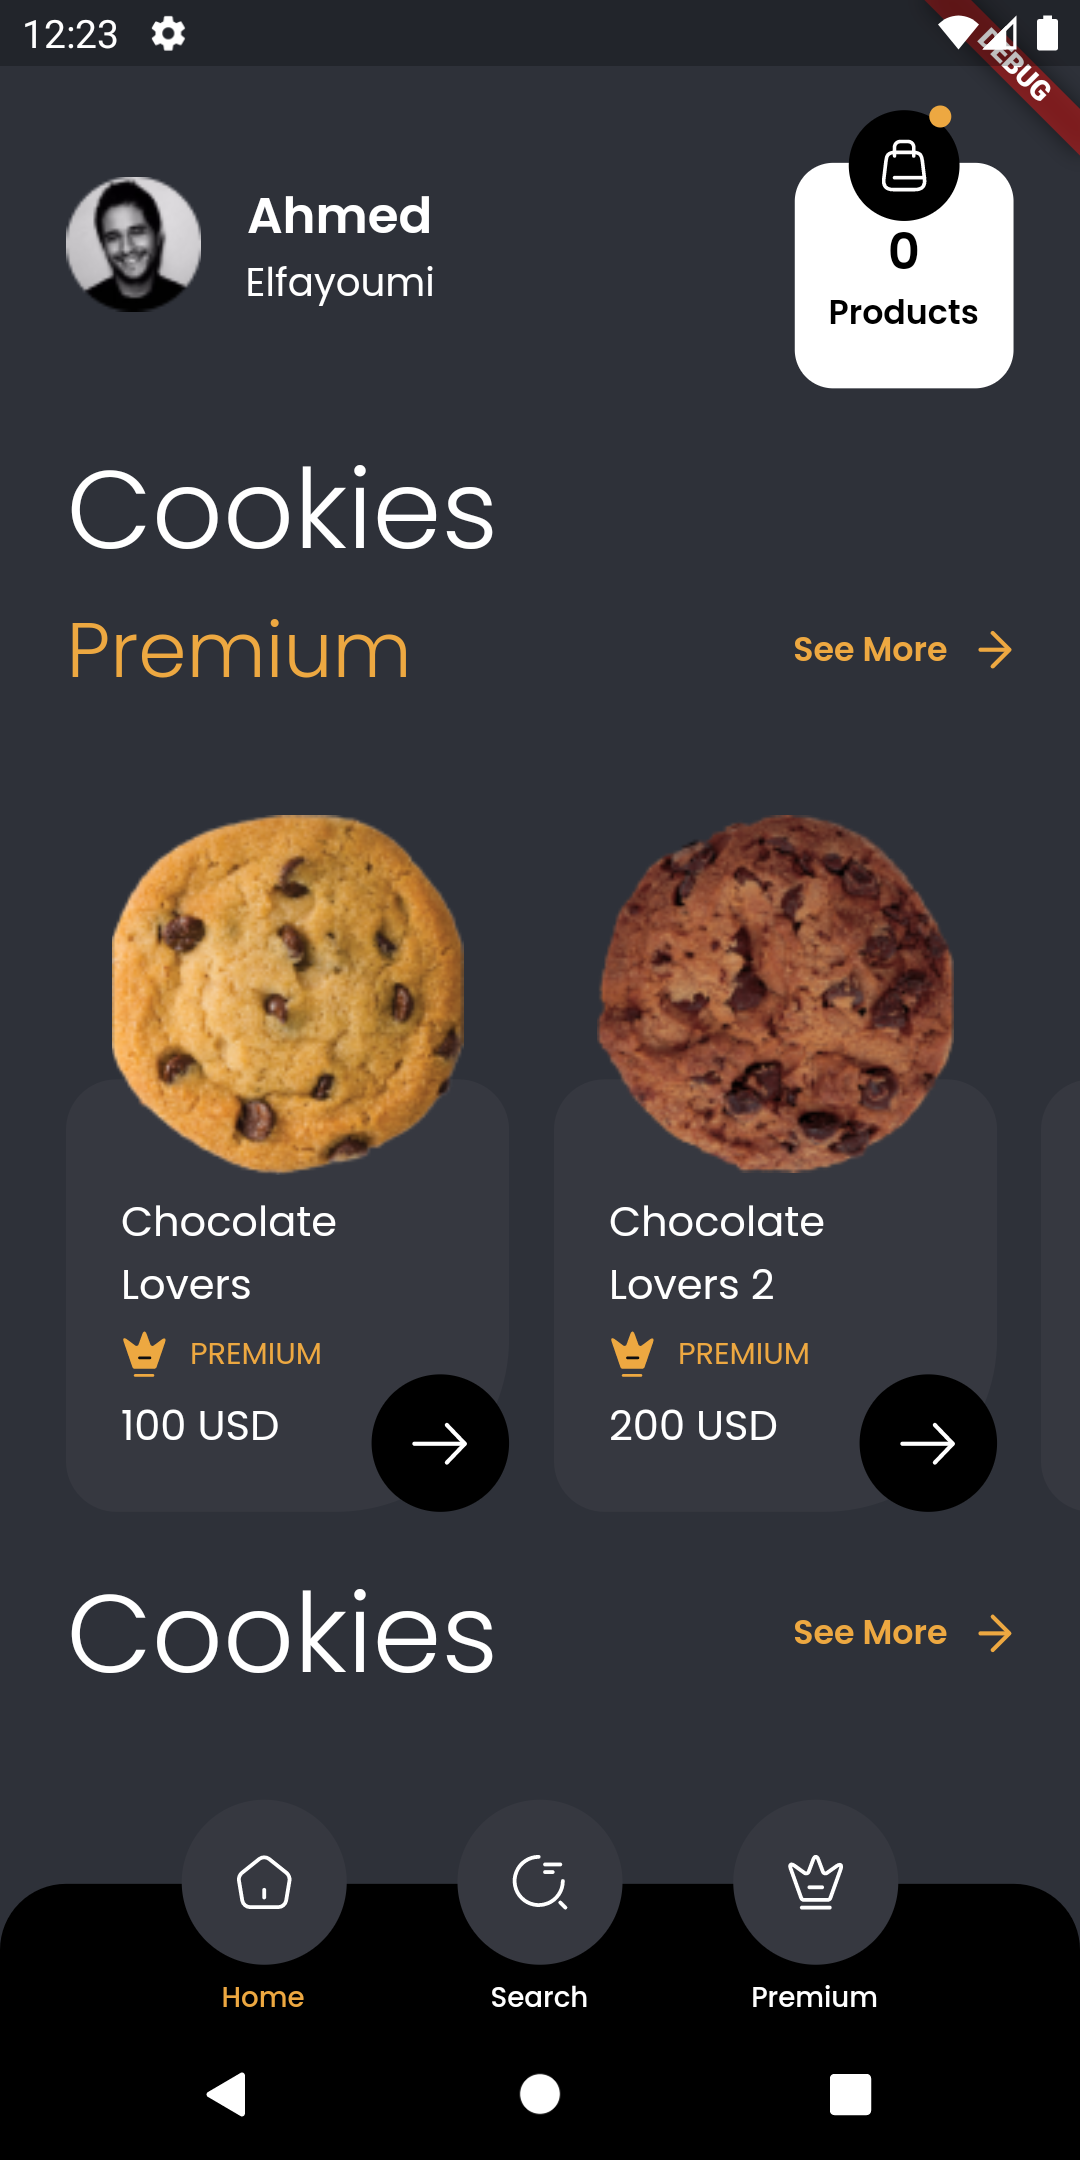 12:23
DEBUG
Ahmed
Elfayoumi
0
Products
Cookies
Premium
See More
Chocolate
Lovers
PREMIUM
100 USD
Chocolate
Lovers 2
PREMIUM
200 USD
Cookies
See More
Home
Search
Premium